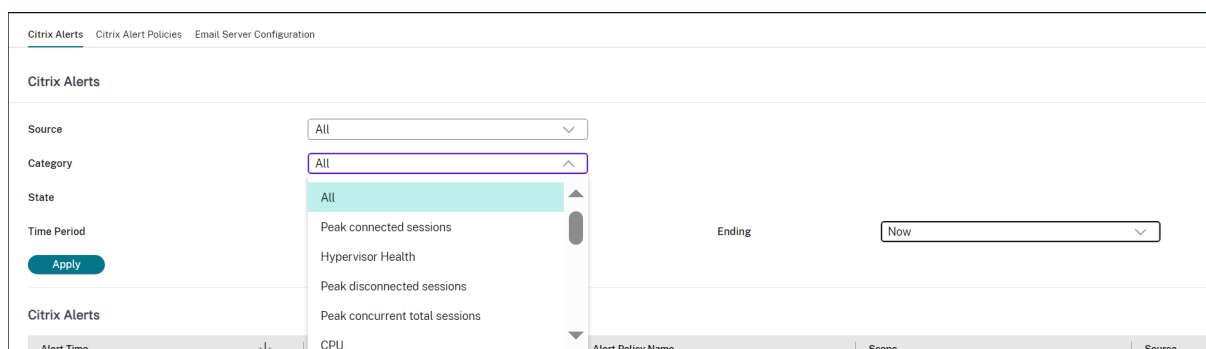 Citrix Alerts Citrix Alert Policies Email Server Configuration
Citrix Alerts
Source All
Category All
State All
Peak connected sessions
Time Period Ending Now
Hypervisor Health
Apply
Peak disconnected sessions
Citrix Alerts Peak concurrent total sessions
CPU
Alert Time Alert Policy Name Scope Source